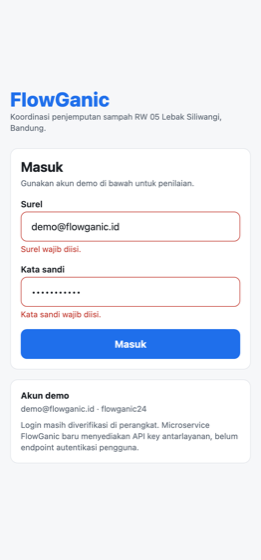 FlowGanic
Koordinasi penjemputan sampah RW 05 Lebak Siliwangi,
Bandung.
Masuk
Gunakan akun demo di bawah untuk penilaian.
Surel
demo@flowganic.id
Surel wajib diisi.
Kata sandi
•••••••••••
Kata sandi wajib diisi.
Masuk
Akun demo
demo@flowganic.id · flowganic24
Login masih diverifikasi di perangkat. Microservice
FlowGanic baru menyediakan API key antarlayanan, belum
endpoint autentikasi pengguna.